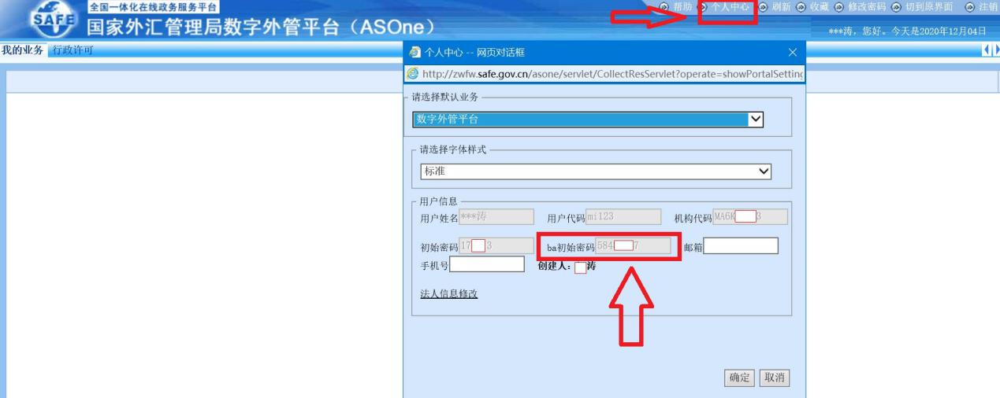 全国一体化在线政务服务平台
SAFE
国家外汇管理局数字外管平台（ASOne）
帮助 个人中心 刷新 收藏 修改密码 切到原界面 注销
***涛，您好。今天是2020年12月04日
我的业务 行政许可
个人中心 -- 网页对话框
http://zwfw.safe.gov.cn/asone/servlet/CollectResServlet?operate=showPortalSetting
请选择默认业务
数字外管平台
请选择字体样式
标准
用户信息
用户姓名 ***涛 用户代码 mi123 机构代码 MA6K 3
初始密码 17 3 ba初始密码 584 7 邮箱
手机号 创建人： 涛
法人信息修改
确定 取消